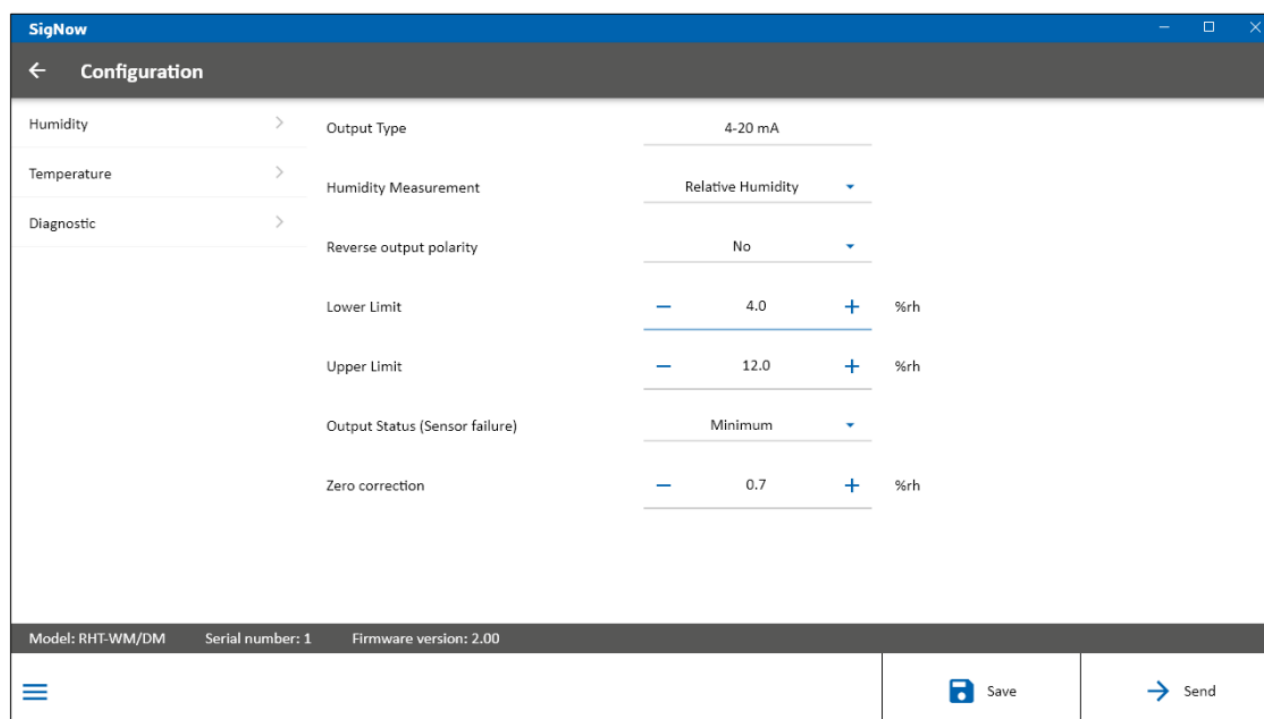 SigNow
Configuration
Humidity
Temperature
Diagnostic
Output Type 4-20 mA
Humidity Measurement Relative Humidity
Reverse output polarity No
Lower Limit 4.0 %rh
Upper Limit 12.0 %rh
Output Status (Sensor failure) Minimum
Zero correction 0.7 %rh
Model: RHT-WM/DM Serial number: 1 Firmware version: 2.00
Save Send